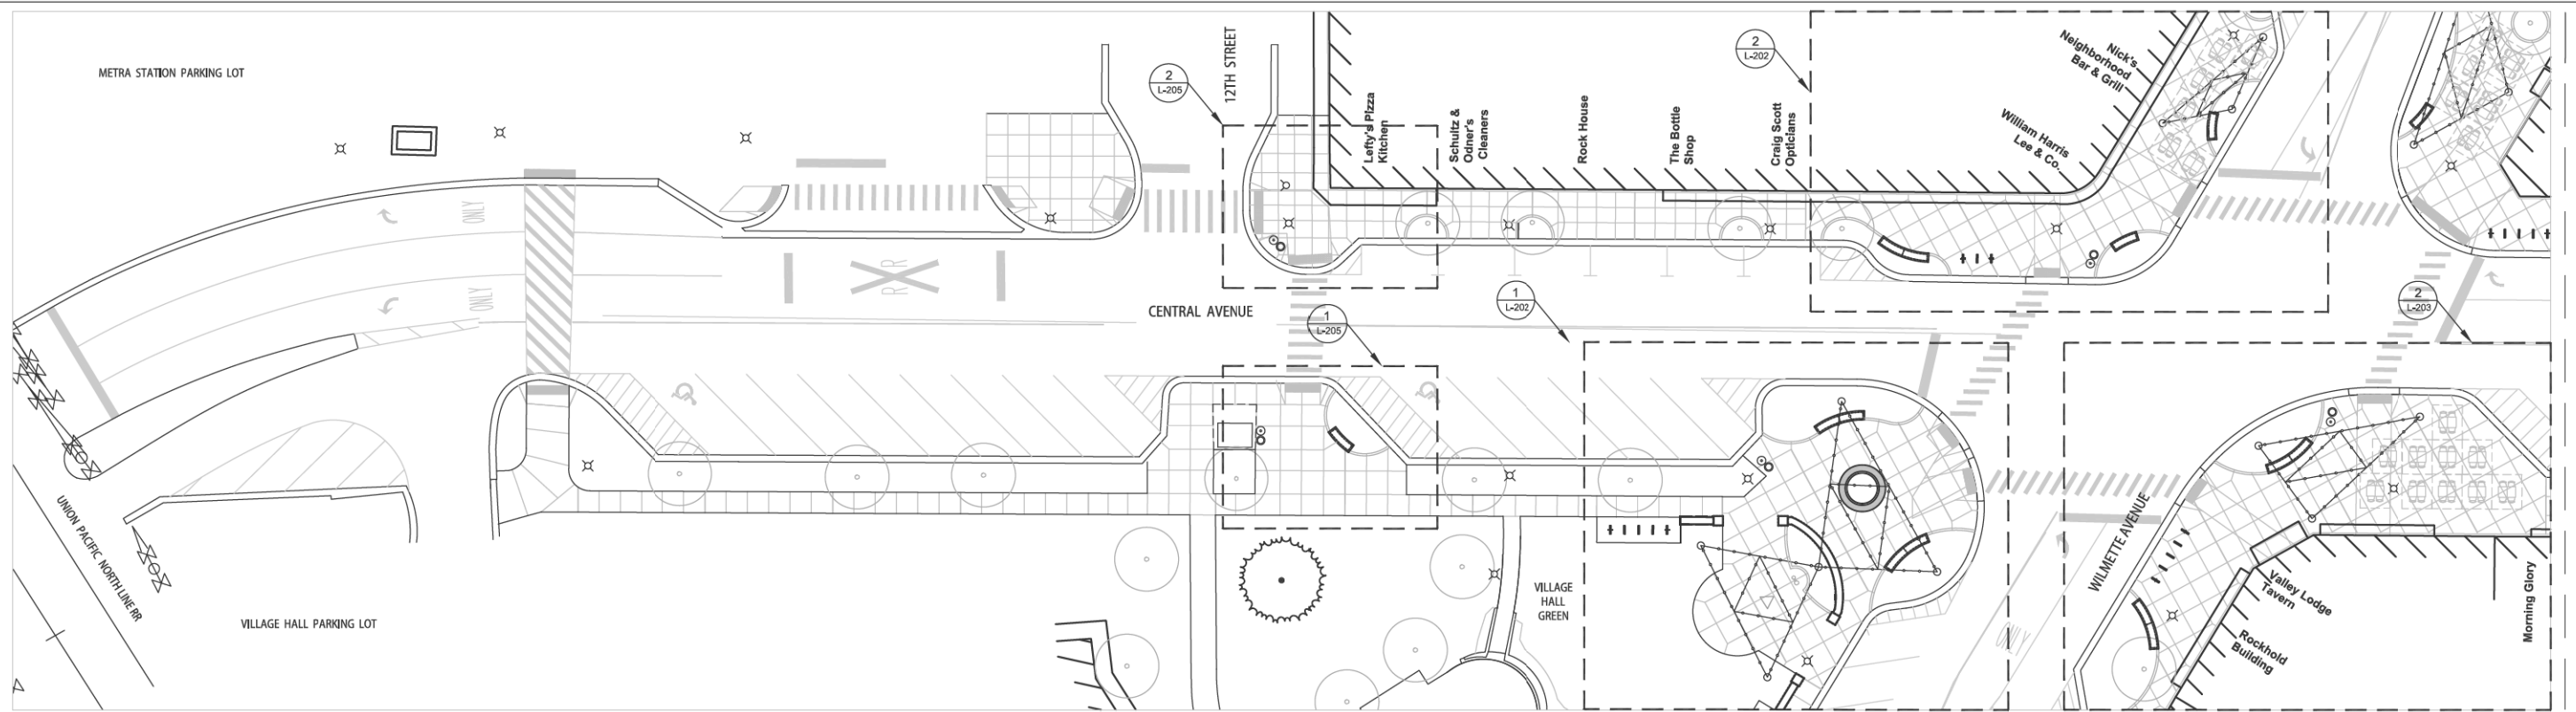 METRA STATION PARKING LOT
2
L-205
12TH STREET
Lefty's Pizza
Kitchen
Schultz &
Odner's
Cleaners
Rock House
The Bottle
Shop
Craig Scott
Opticians
2
L-202
Nick's
Neighborhood
Bar & Grill
William Harris
Lee & Co.
ONLY
ONLY
R R
CENTRAL AVENUE
1
L-205
1
L-202
2
L-203
UNION PACIFIC NORTH LINE RR
VILLAGE HALL PARKING LOT
VILLAGE
HALL
GREEN
WILMETTE AVENUE
ONLY
Valley Lodge
Tavern
Rockhold
Building
Morning Glory